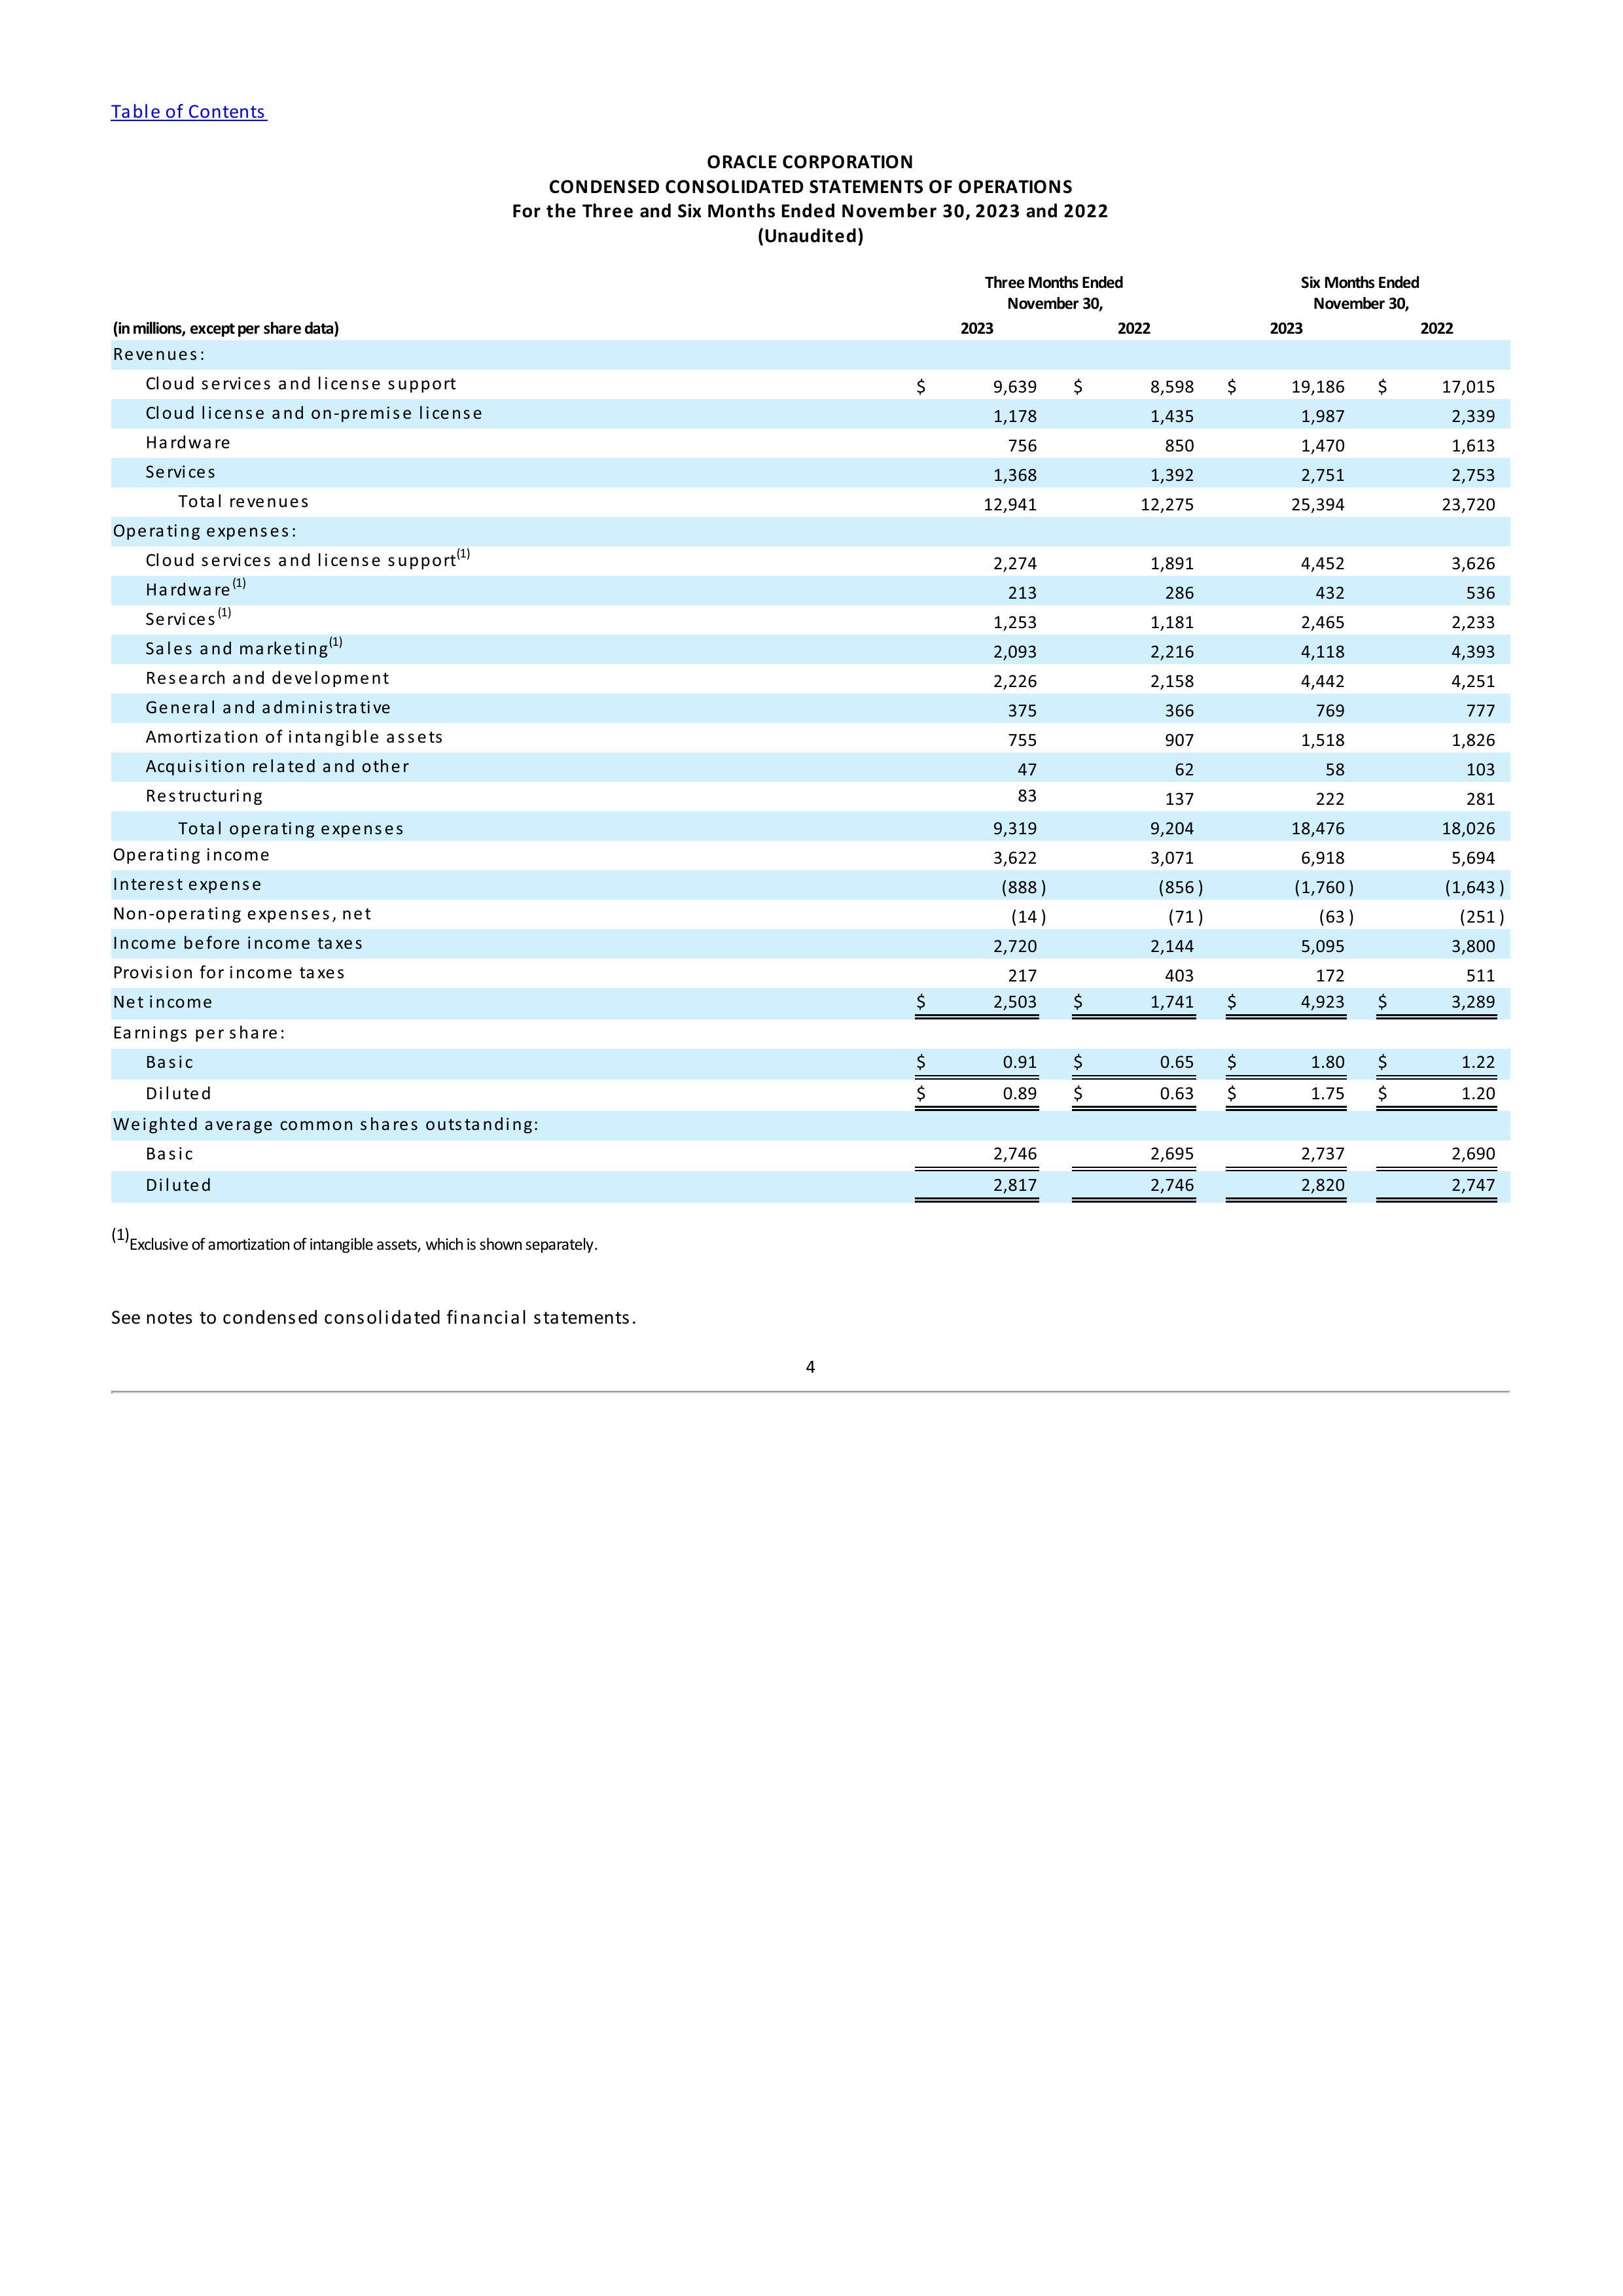 Table of Contents
ORACLE CORPORATION
CONDENSED CONSOLIDATED STATEMENTS OF OPERATIONS
For the Three and Six Months Ended November 30, 2023 and 2022
(Unaudited)
Three Months Ended Six Months Ended
November 30, November 30,
(in millions, except per share data) 2023 2022 2023 2022
Revenues:
Cloud services and license support $ 9,639 $ 8,598 $ 19,186 $ 17,015
Cloud license and on-premise license 1,178 1,435 1,987 2,339
Hardware 756 850 1,470 1,613
Services 1,368 1,392 2,751 2,753
Total revenues 12,941 12,275 25,394 23,720
Operating expenses:
Cloud services and license support(1) 2,274 1,891 4,452 3,626
Hardware(1) 213 286 432 536
Services(1) 1,253 1,181 2,465 2,233
Sales and marketing(1) 2,093 2,216 4,118 4,393
Research and development 2,226 2,158 4,442 4,251
General and administrative 375 366 769 777
Amortization of intangible assets 755 907 1,518 1,826
Acquisition related and other 47 62 58 103
Restructuring 83 137 222 281
Total operating expenses 9,319 9,204 18,476 18,026
Operating income 3,622 3,071 6,918 5,694
Interest expense (888) (856) (1,760) (1,643)
Non-operating expenses, net (14) (71) (63) (251)
Income before income taxes 2,720 2,144 5,095 3,800
Provision for income taxes 217 403 172 511
Net income $ 2,503 $ 1,741 $ 4,923 $ 3,289
Earnings per share:
Basic $ 0.91 $ 0.65 $ 1.80 $ 1.22
Diluted $ 0.89 $ 0.63 $ 1.75 $ 1.20
Weighted average common shares outstanding:
Basic 2,746 2,695 2,737 2,690
Diluted 2,817 2,746 2,820 2,747
(1)Exclusive of amortization of intangible assets, which is shown separately.
See notes to condensed consolidated financial statements.
4